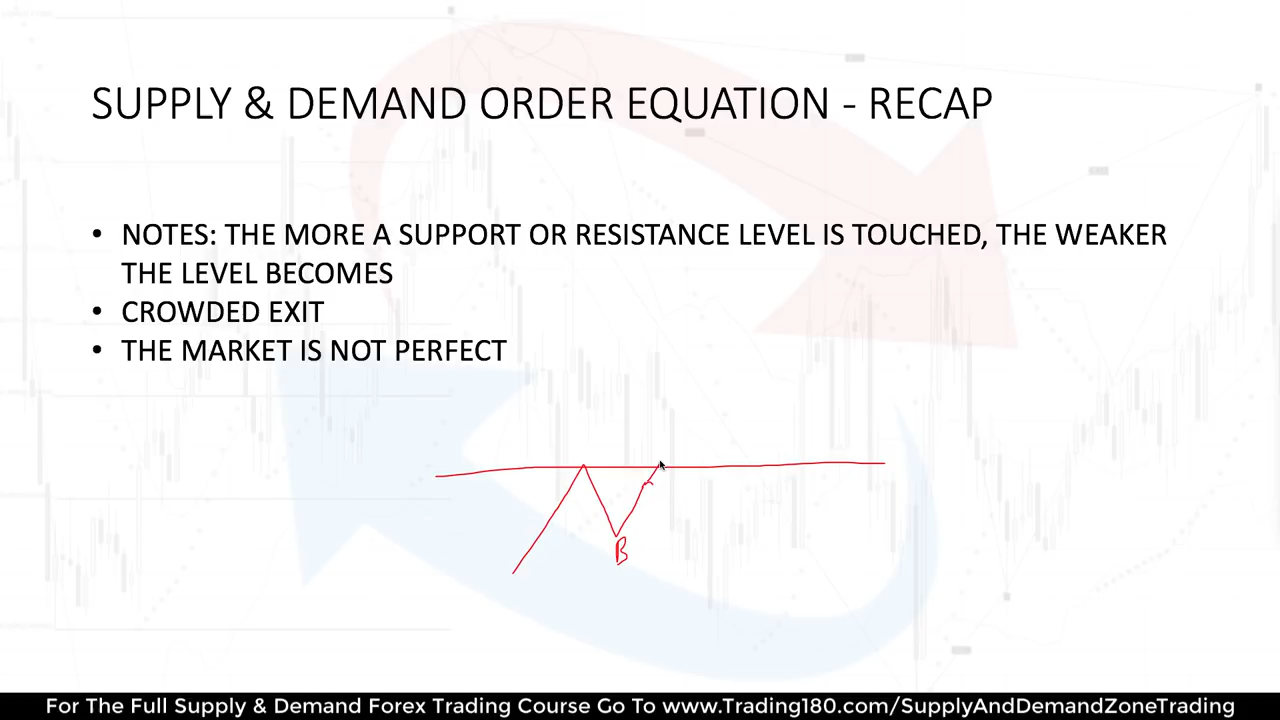 SUPPLY & DEMAND ORDER EQUATION - RECAP
• NOTES: THE MORE A SUPPORT OR RESISTANCE LEVEL IS TOUCHED, THE WEAKER
THE LEVEL BECOMES
• CROWDED EXIT
• THE MARKET IS NOT PERFECT
B
For The Full Supply & Demand Forex Trading Course Go To www.Trading180.com/SupplyAndDemandZoneTrading